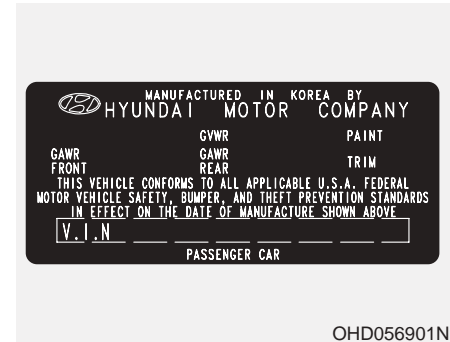 MANUFACTURED IN KOREA BY
HYUNDAI MOTOR COMPANY
GVWR PAINT
GAWR FRONT GAWR REAR TRIM
THIS VEHICLE CONFORMS TO ALL APPLICABLE U.S.A. FEDERAL
MOTOR VEHICLE SAFETY, BUMPER, AND THEFT PREVENTION STANDARDS
IN EFFECT ON THE DATE OF MANUFACTURE SHOWN ABOVE
V.I.N
PASSENGER CAR
OHD056901N